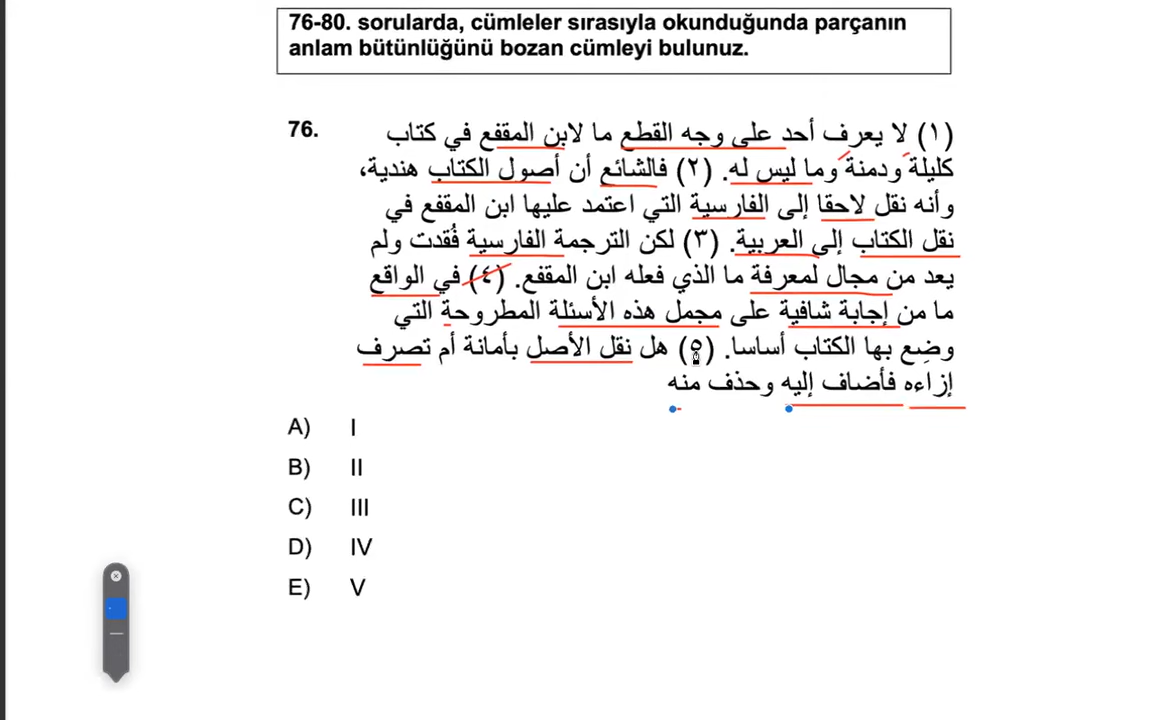 76-80. sorularda, cümleler sırasıyla okunduğunda parçanın
anlam bütünlüğünü bozan cümleyi bulunuz.
76.
(١) لا يعرف أحد على وجه القطع ما لابن المقفع في كتاب
كليلة ودمنة وما ليس له. (٢) فالشائع أن أصول الكتاب هندية،
وأنه نقل لاحقا إلى الفارسية التي اعتمد عليها ابن المقفع في
نقل الكتاب إلى العربية. (٣) لكن الترجمة الفارسية فُقدت ولم
يعد من مجال لمعرفة ما الذي فعله ابن المقفع. (٤) في الواقع
ما من إجابة شافية على مجمل هذه الأسئلة المطروحة التي
وضِع بها الكتاب أساسا. (٥) هل نقل الأصل بأمانة أم تصرف
إزاءه فأضاف إليه وحذف منه
A) I
B) II
C) III
D) IV
E) V